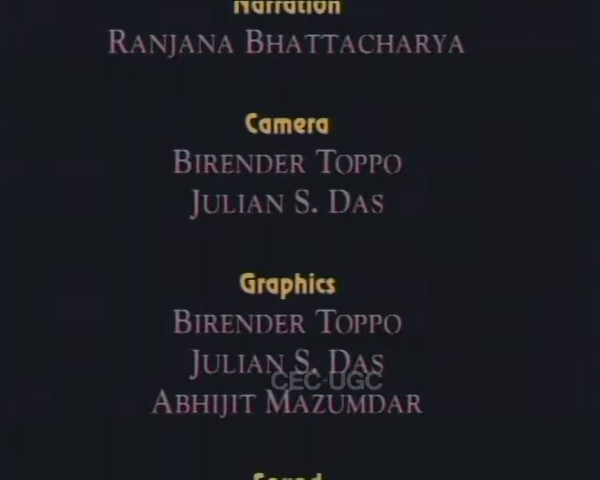 Narration
RANJANA BHATTACHARYA
Camera
BIRENDER TOPPO
JULIAN S. DAS
Graphics
BIRENDER TOPPO
JULIAN S. DAS
CEC-UGC
ABHIJIT MAZUMDAR